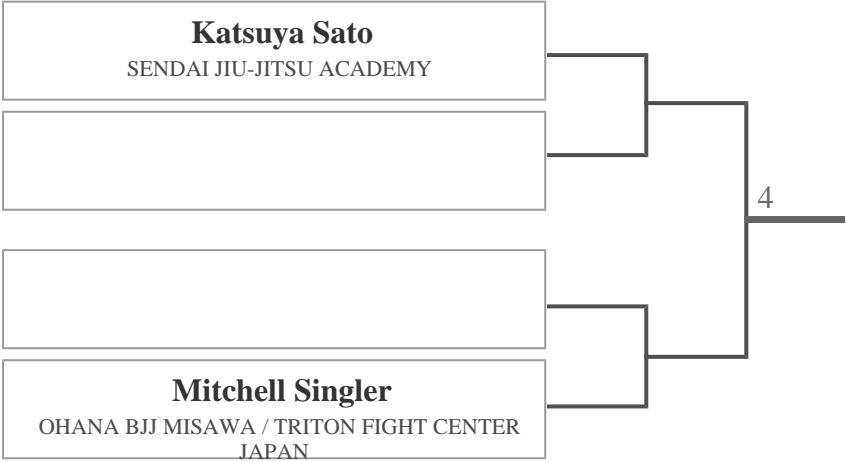 Katsuya Sato
SENDAI JIU-JITSU ACADEMY
4
Mitchell Singler
OHANA BJJ MISAWA / TRITON FIGHT CENTER
JAPAN